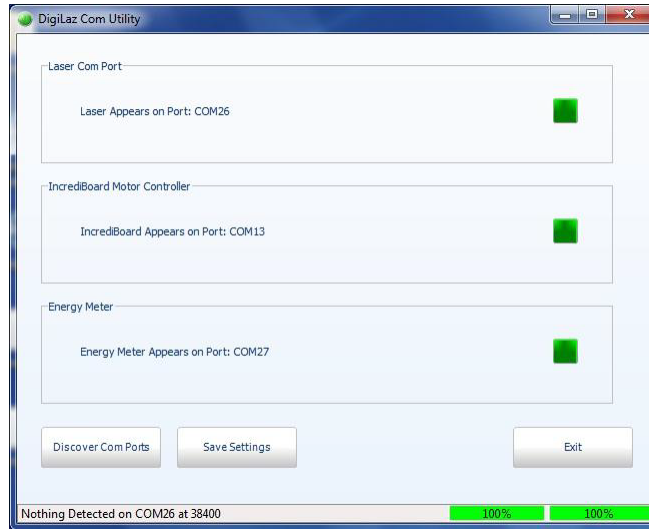 DigiLaz Com Utility
Laser Com Port
Laser Appears on Port: COM26
IncrediBoard Motor Controller
IncrediBoard Appears on Port: COM13
Energy Meter
Energy Meter Appears on Port: COM27
Discover Com Ports Save Settings Exit
Nothing Detected on COM26 at 38400 100% 100%